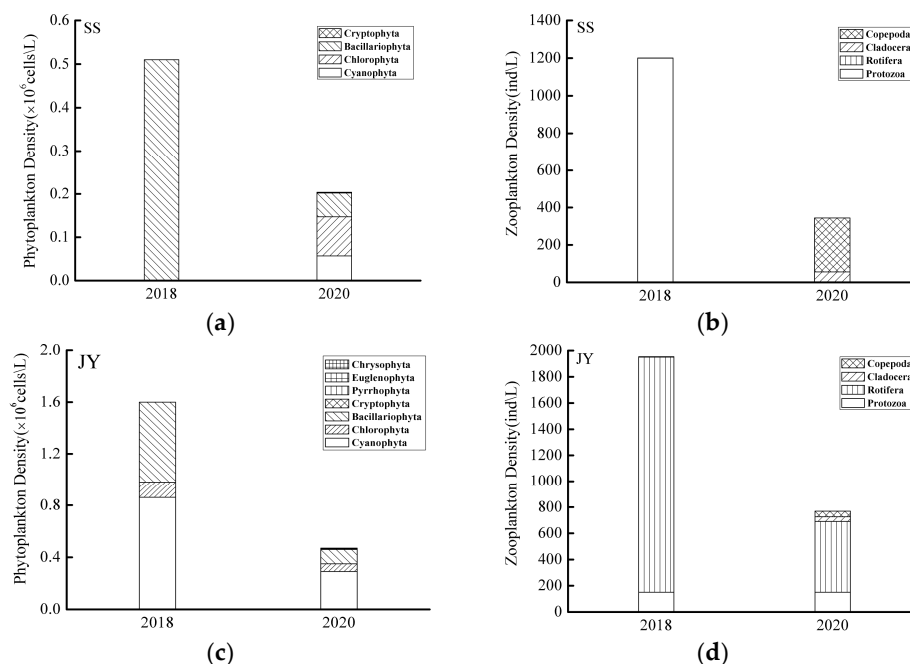 SS
Phytoplankton Density(×10⁶cells\L)
0.6
0.5
0.4
0.3
0.2
0.1
0.0
Cryptophyta
Bacillariophyta
Chlorophyta
Cyanophyta
2018
2020
(a)
SS
Zooplankton Density(ind\L)
1400
1200
1000
800
600
400
200
0
Copepoda
Cladocera
Rotifera
Protozoa
2018
2020
(b)
JY
Phytoplankton Density(×10⁶cells\L)
2.0
1.6
1.2
0.8
0.4
0.0
Chrysophyta
Euglenophyta
Pyrrhophyta
Cryptophyta
Bacillariophyta
Chlorophyta
Cyanophyta
2018
2020
(c)
JY
Zooplankton Density(ind\L)
2000
1800
1600
1400
1200
1000
800
600
400
200
0
Copepoda
Cladocera
Rotifera
Protozoa
2018
2020
(d)